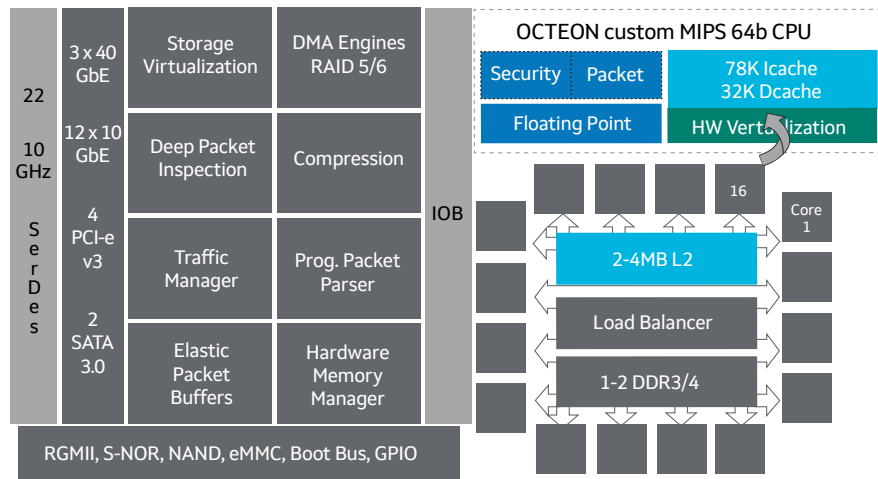 22
10
GHz
S
e
r
D
e
s
3 x 40
GbE
12 x 10
GbE
4
PCI-e
v3
2
SATA
3.0
Storage
Virtualization
DMA Engines
RAID 5/6
Deep Packet
Inspection
Compression
Traffic
Manager
Prog. Packet
Parser
Elastic
Packet
Buffers
Hardware
Memory
Manager
IOB
RGMII, S-NOR, NAND, eMMC, Boot Bus, GPIO
OCTEON custom MIPS 64b CPU
Security
Packet
Floating Point
78K Icache
32K Dcache
HW Vertualization
16
Core
1
2-4MB L2
Load Balancer
1-2 DDR3/4